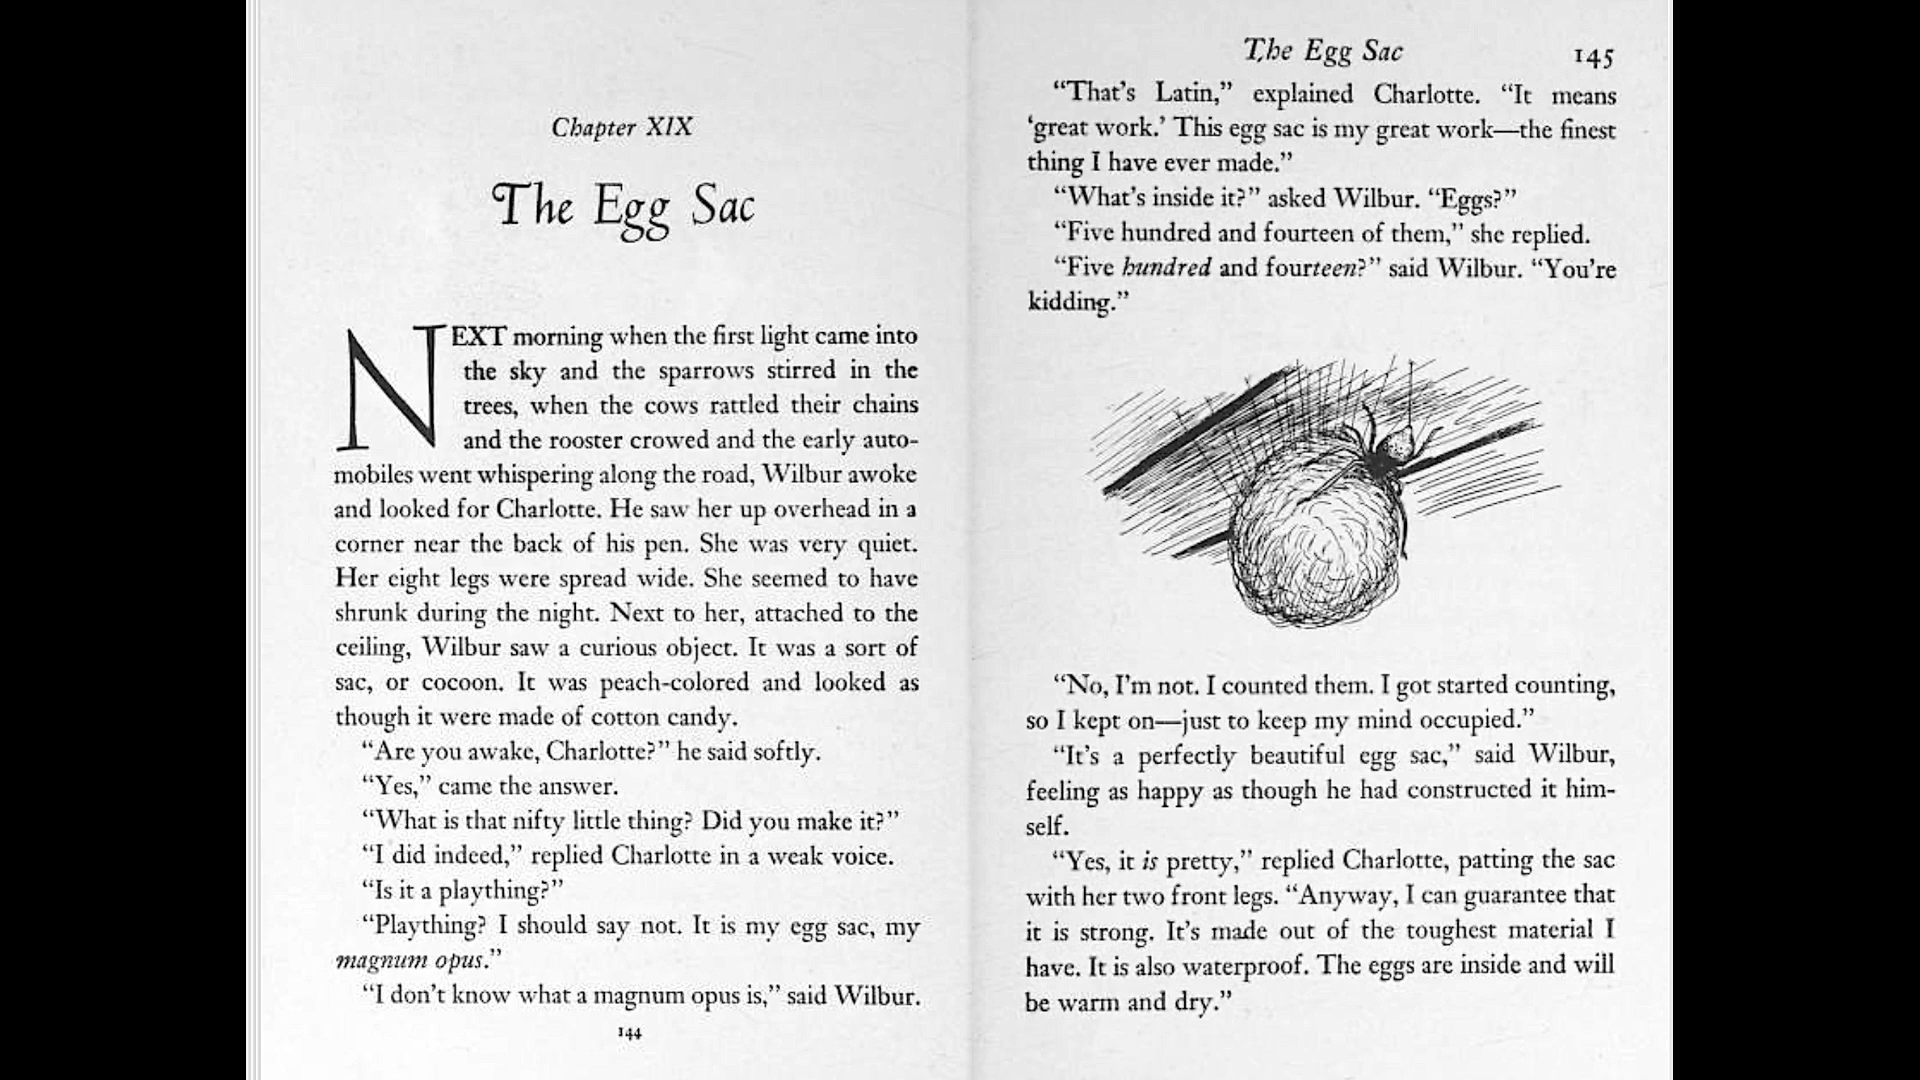 Chapter XIX
The Egg Sac
NEXT morning when the first light came into
the sky and the sparrows stirred in the
trees, when the cows rattled their chains
and the rooster crowed and the early auto-
mobiles went whispering along the road, Wilbur awoke
and looked for Charlotte. He saw her up overhead in a
corner near the back of his pen. She was very quiet.
Her eight legs were spread wide. She seemed to have
shrunk during the night. Next to her, attached to the
ceiling, Wilbur saw a curious object. It was a sort of
sac, or cocoon. It was peach-colored and looked as
though it were made of cotton candy.
“Are you awake, Charlotte?” he said softly.
“Yes,” came the answer.
“What is that nifty little thing? Did you make it?”
“I did indeed,” replied Charlotte in a weak voice.
“Is it a plaything?”
“Plaything? I should say not. It is my egg sac, my
magnum opus.”
“I don’t know what a magnum opus is,” said Wilbur.
144
The Egg Sac 145
“That’s Latin,” explained Charlotte. “It means
‘great work.’ This egg sac is my great work—the finest
thing I have ever made.”
“What’s inside it?” asked Wilbur. “Eggs?”
“Five hundred and fourteen of them,” she replied.
“Five hundred and fourteen?” said Wilbur. “You’re
kidding.”
“No, I’m not. I counted them. I got started counting,
so I kept on—just to keep my mind occupied.”
“It’s a perfectly beautiful egg sac,” said Wilbur,
feeling as happy as though he had constructed it him-
self.
“Yes, it is pretty,” replied Charlotte, patting the sac
with her two front legs. “Anyway, I can guarantee that
it is strong. It’s made out of the toughest material I
have. It is also waterproof. The eggs are inside and will
be warm and dry.”